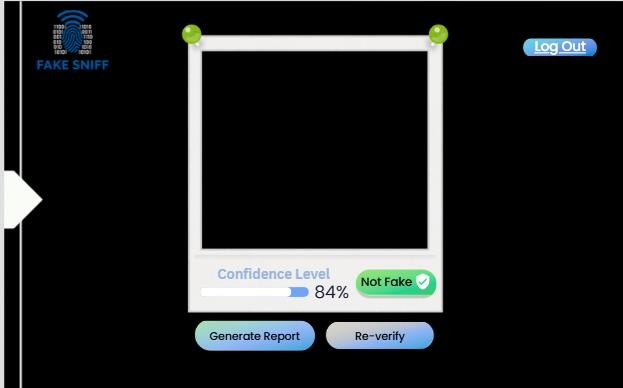 FAKE SNIFF
Log Out
Confidence Level
84%
Not Fake
Generate Report
Re-verify